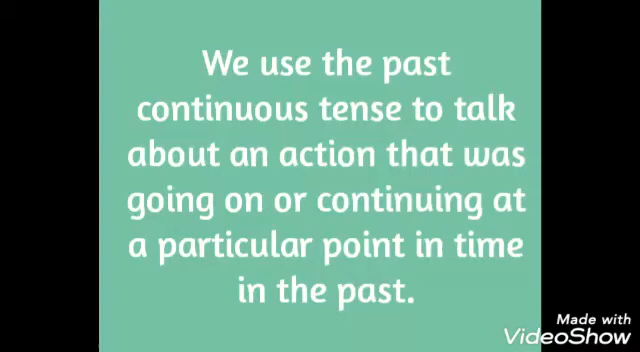 We use the past
continuous tense to talk
about an action that was
going on or continuing at
a particular point in time
in the past.
Made with
VideoShow